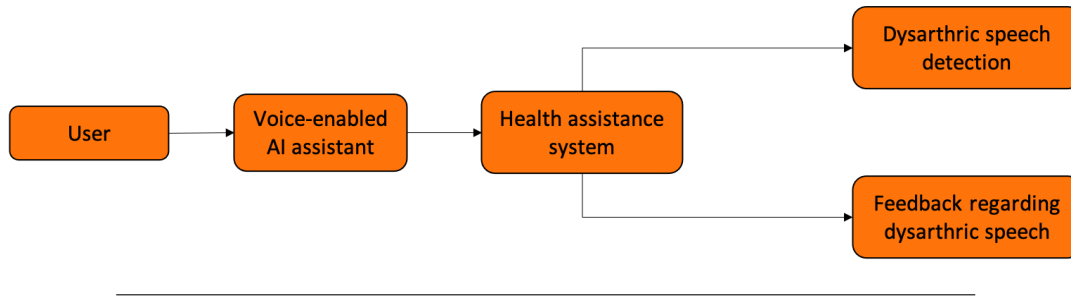 User
Voice-enabled
AI assistant
Health assistance
system
Dysarthric speech
detection
Feedback regarding
dysarthric speech